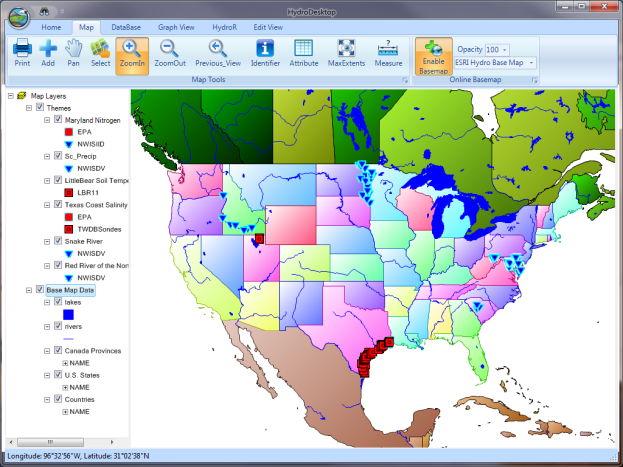 HydroDesktop
Home Map DataBase Graph View HydroR Edit View
Print Add Pan Select ZoomIn ZoomOut Previous_View Identifier Attribute MaxExtents Measure
Map Tools
Enable Basemap
Opacity 100
ESRI Hydro Base Map
Online Basemap
Map Layers
Themes
Maryland Nitrogen
EPA
NWISIID
Sc_Precip
NWISDV
LittleBear Soil Tempe
LBR11
Texas Coast Salinity
EPA
TWDBSondes
Snake River
NWISDV
Red River of the Nort
NWISDV
Base Map Data
lakes
rivers
Canada Provinces
NAME
U.S. States
NAME
Countries
NAME
Longitude: 96°32'56"W, Latitude: 31°02'38"N